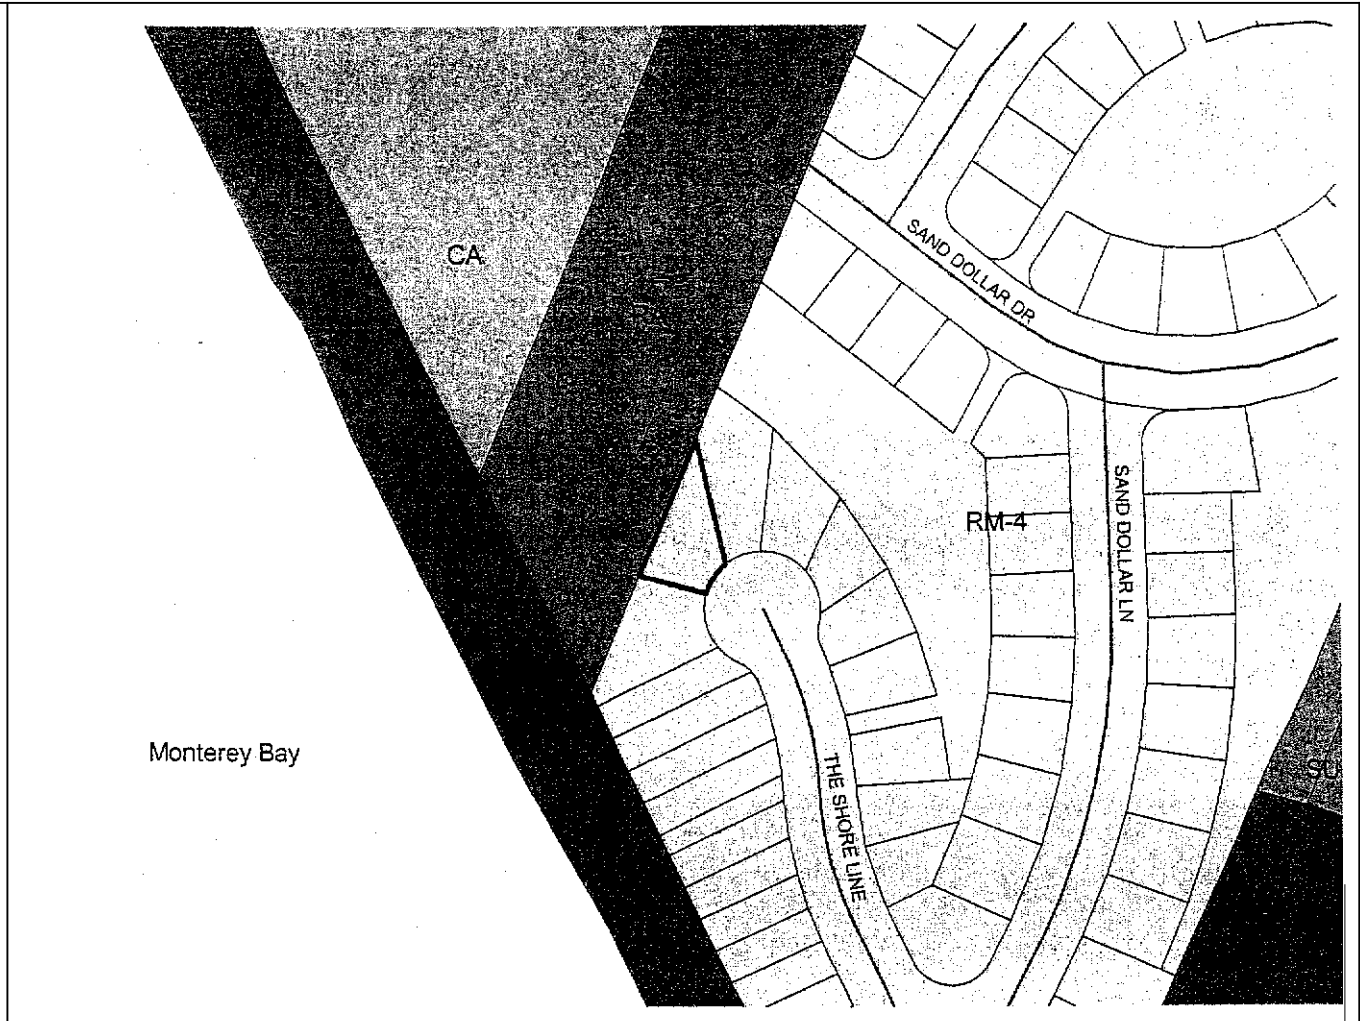 CA
SAND DOLLAR DR
SAND DOLLAR LN
RM-4
Monterey Bay
THE SHORE LINE